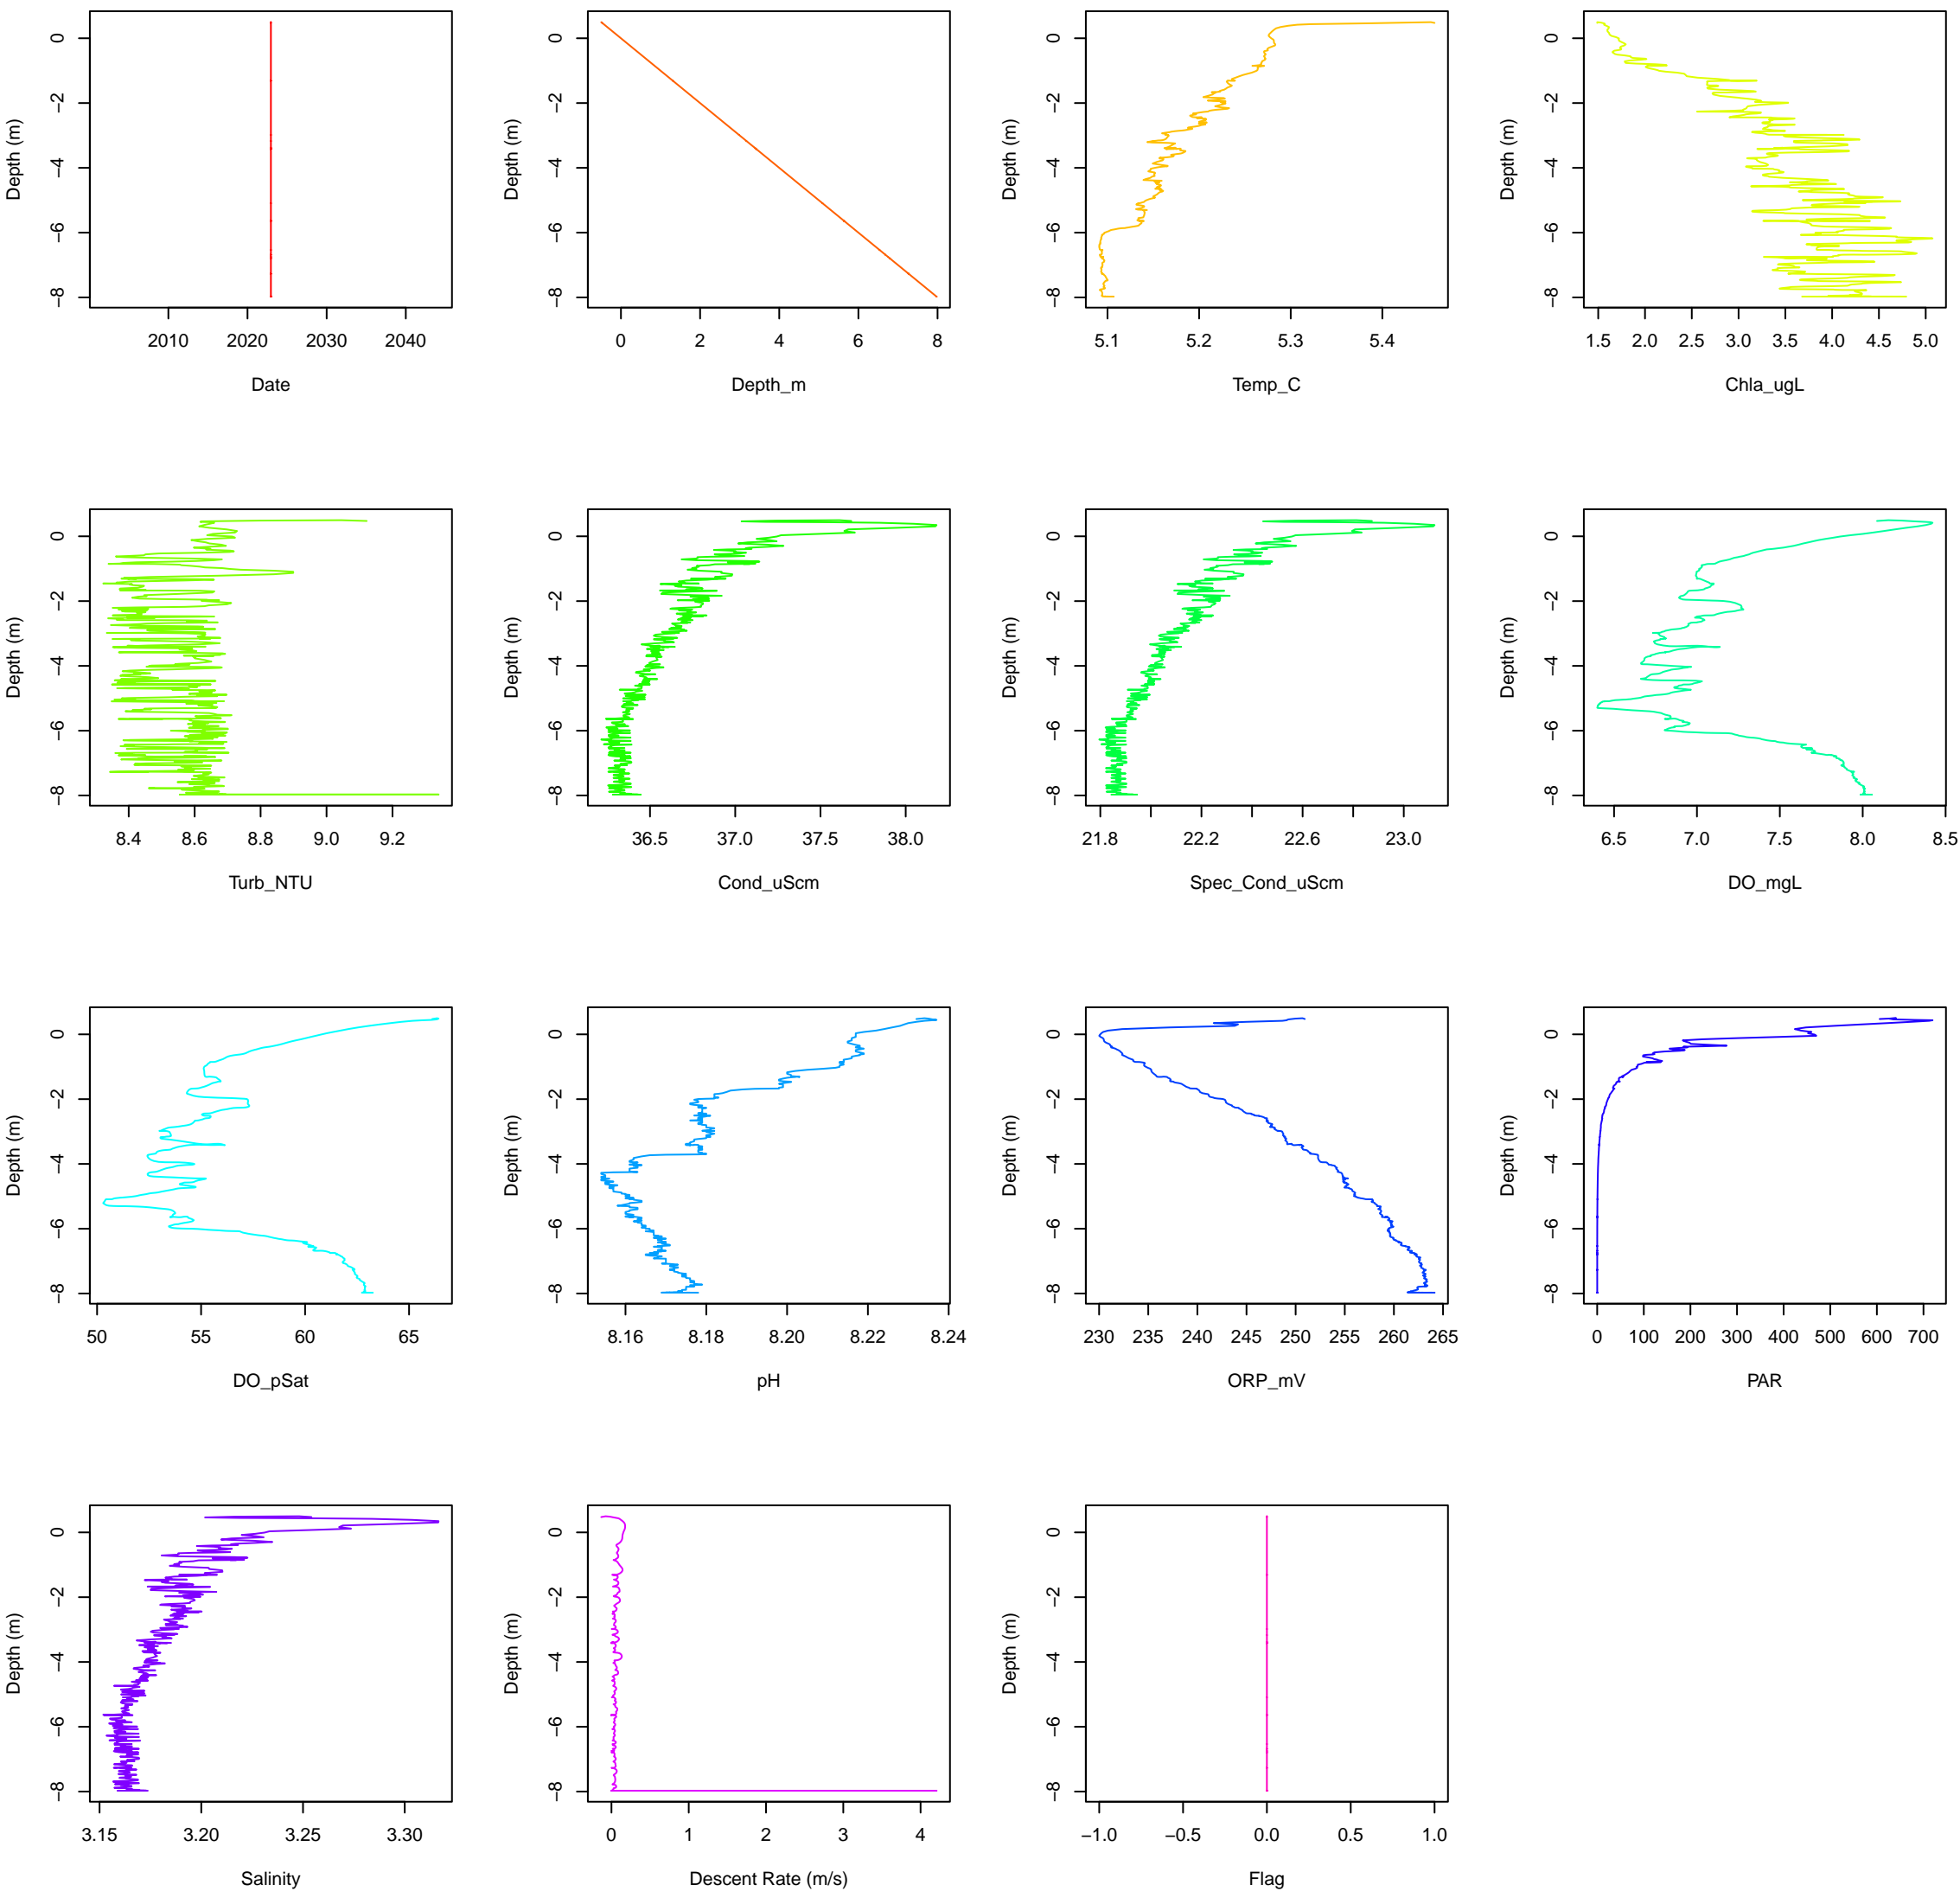 0 −2 −4 −6 −8
Depth (m)
2010 2020 2030 2040
Date
0 −2 −4 −6 −8
Depth (m)
0 2 4 6 8
Depth_m
0 −2 −4 −6 −8
Depth (m)
5.1 5.2 5.3 5.4
Temp_C
0 −2 −4 −6 −8
Depth (m)
1.5 2.0 2.5 3.0 3.5 4.0 4.5 5.0
Chla_ugL
0 −2 −4 −6 −8
Depth (m)
8.4 8.6 8.8 9.0 9.2
Turb_NTU
0 −2 −4 −6 −8
Depth (m)
36.5 37.0 37.5 38.0
Cond_uScm
0 −2 −4 −6 −8
Depth (m)
21.8 22.2 22.6 23.0
Spec_Cond_uScm
0 −2 −4 −6 −8
Depth (m)
6.5 7.0 7.5 8.0 8.5
DO_mgL
0 −2 −4 −6 −8
Depth (m)
50 55 60 65
DO_pSat
0 −2 −4 −6 −8
Depth (m)
8.16 8.18 8.20 8.22 8.24
pH
0 −2 −4 −6 −8
Depth (m)
230 235 240 245 250 255 260 265
ORP_mV
0 −2 −4 −6 −8
Depth (m)
0 100 200 300 400 500 600 700
PAR
0 −2 −4 −6 −8
Depth (m)
3.15 3.20 3.25 3.30
Salinity
0 −2 −4 −6 −8
Depth (m)
0 1 2 3 4
Descent Rate (m/s)
0 −2 −4 −6 −8
Depth (m)
−1.0 −0.5 0.0 0.5 1.0
Flag